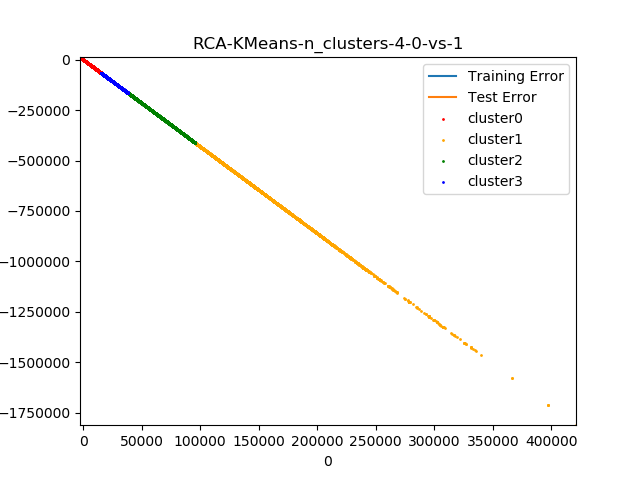 RCA-KMeans-n_clusters-4-0-vs-1
0
−250000
−500000
−750000
−1000000
−1250000
−1500000
−1750000
Training Error
Test Error
cluster0
cluster1
cluster2
cluster3
0 50000 100000 150000 200000 250000 300000 350000 400000
0